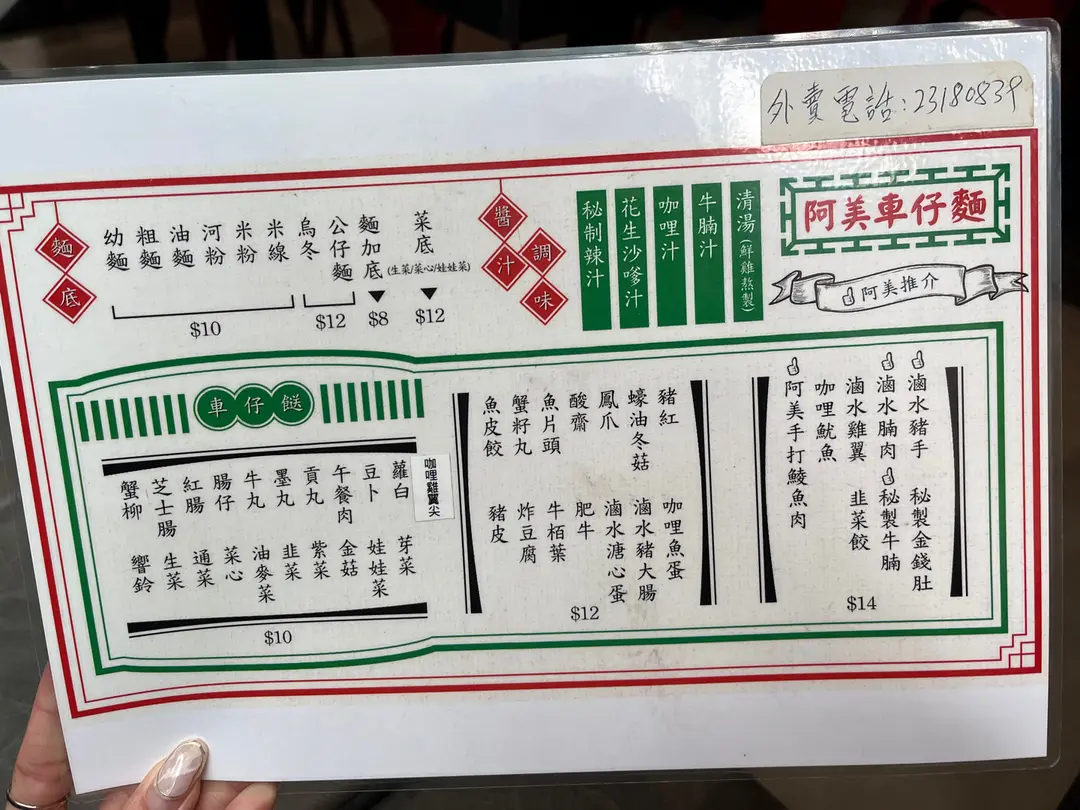 外賣電話:23180839
阿美車仔麵
阿美推介
醬汁
調味
清湯(鮮雞熬製)
牛腩汁
咖哩汁
花生沙嗲汁
秘制辣汁
麵底
菜底
(生菜/菜心/娃娃菜)
$12
麵加底
$8
公仔麵
烏冬
$12
米線
米粉
河粉
油麵
粗麵
幼麵
$10
車仔餸
滷水豬手
滷水腩肉
滷水雞翼
咖哩魷魚
阿美手打鯪魚肉
秘製金錢肚
秘製牛腩
韭菜餃
$14
豬紅
蠔油冬菇
鳳爪
酸齋
魚片頭
蟹籽丸
魚皮餃
咖哩魚蛋
滷水豬大腸
滷水溏心蛋
肥牛
牛栢葉
炸豆腐
豬皮
$12
咖哩雞翼尖
蘿白
豆卜
午餐肉
貢丸
墨丸
牛丸
腸仔
紅腸
芝士腸
蟹柳
芽菜
娃娃菜
金菇
紫菜
韭菜
油麥菜
菜心
通菜
生菜
響鈴
$10